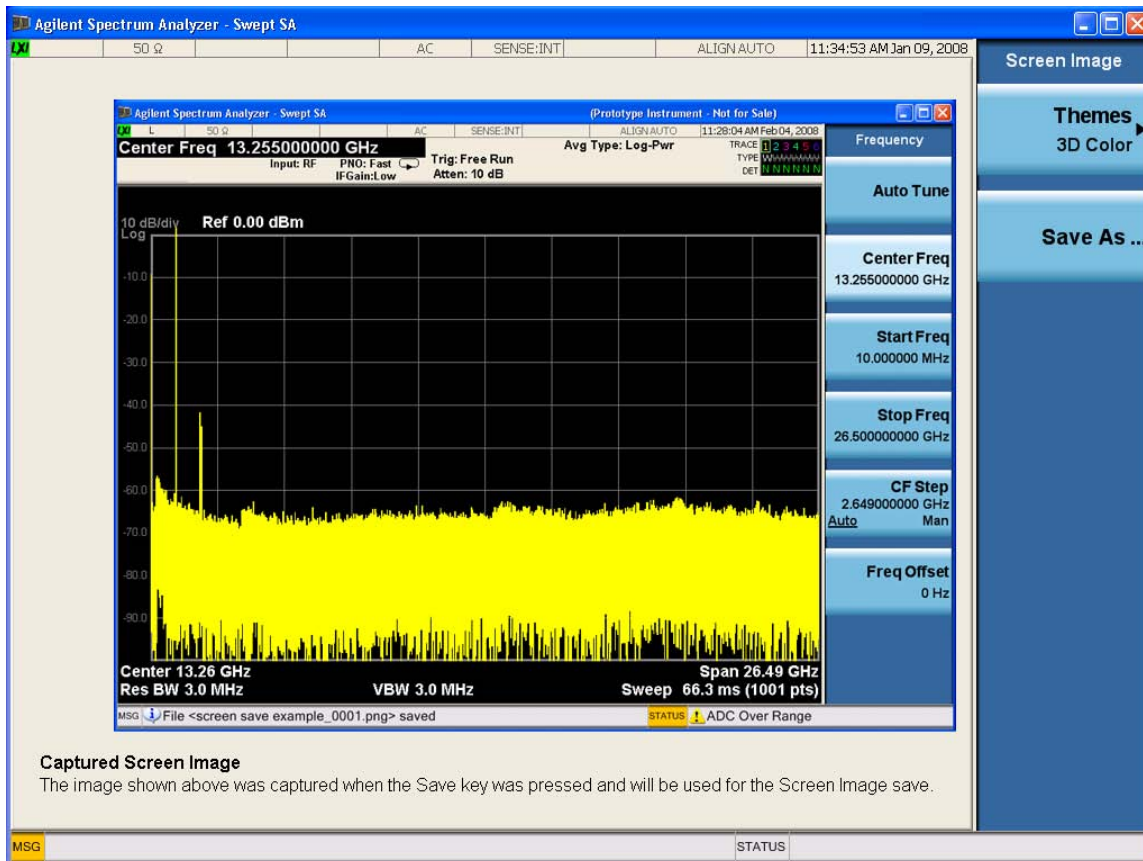 Agilent Spectrum Analyzer - Swept SA
LXI 50 Ω AC SENSE:INT ALIGN AUTO 11:34:53 AM Jan 09, 2008
Screen Image
Themes
3D Color
Save As ...
Agilent Spectrum Analyzer - Swept SA (Prototype Instrument - Not for Sale)
LXI L 50 Ω AC SENSE:INT ALIGN AUTO 11:28:04 AM Feb 04, 2008
Center Freq 13.255000000 GHz
Input: RF PNO: Fast
IFGain:Low
Trig: Free Run
Atten: 10 dB
Avg Type: Log-Pwr
TRACE 1 2 3 4 5 6
TYPE WWWWWW
DET N N N N N N
10 dB/div Ref 0.00 dBm
Log
-10.0
-20.0
-30.0
-40.0
-50.0
-60.0
-70.0
-80.0
-90.0
Center 13.26 GHz Span 26.49 GHz
Res BW 3.0 MHz VBW 3.0 MHz Sweep 66.3 ms (1001 pts)
MSG File <screen save example_0001.png> saved STATUS ADC Over Range
Frequency
Auto Tune
Center Freq
13.255000000 GHz
Start Freq
10.000000 MHz
Stop Freq
26.500000000 GHz
CF Step
2.649000000 GHz
Auto Man
Freq Offset
0 Hz
Captured Screen Image
The image shown above was captured when the Save key was pressed and will be used for the Screen Image save.
MSG STATUS